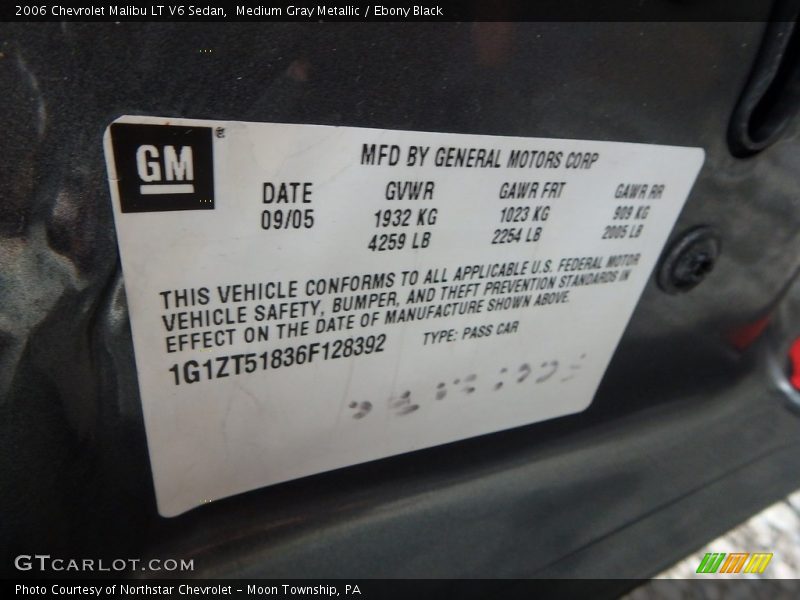 2006 Chevrolet Malibu LT V6 Sedan, Medium Gray Metallic / Ebony Black
GM®
MFD BY GENERAL MOTORS CORP
DATE GVWR GAWR FRT GAWR RR
09/05 1932 KG 1023 KG 909 KG
4259 LB 2254 LB 2005 LB
THIS VEHICLE CONFORMS TO ALL APPLICABLE U.S. FEDERAL MOTOR
VEHICLE SAFETY, BUMPER, AND THEFT PREVENTION STANDARDS IN
EFFECT ON THE DATE OF MANUFACTURE SHOWN ABOVE.
1G1ZT51836F128392 TYPE: PASS CAR
GTCARLOT.COM
Photo Courtesy of Northstar Chevrolet - Moon Township, PA